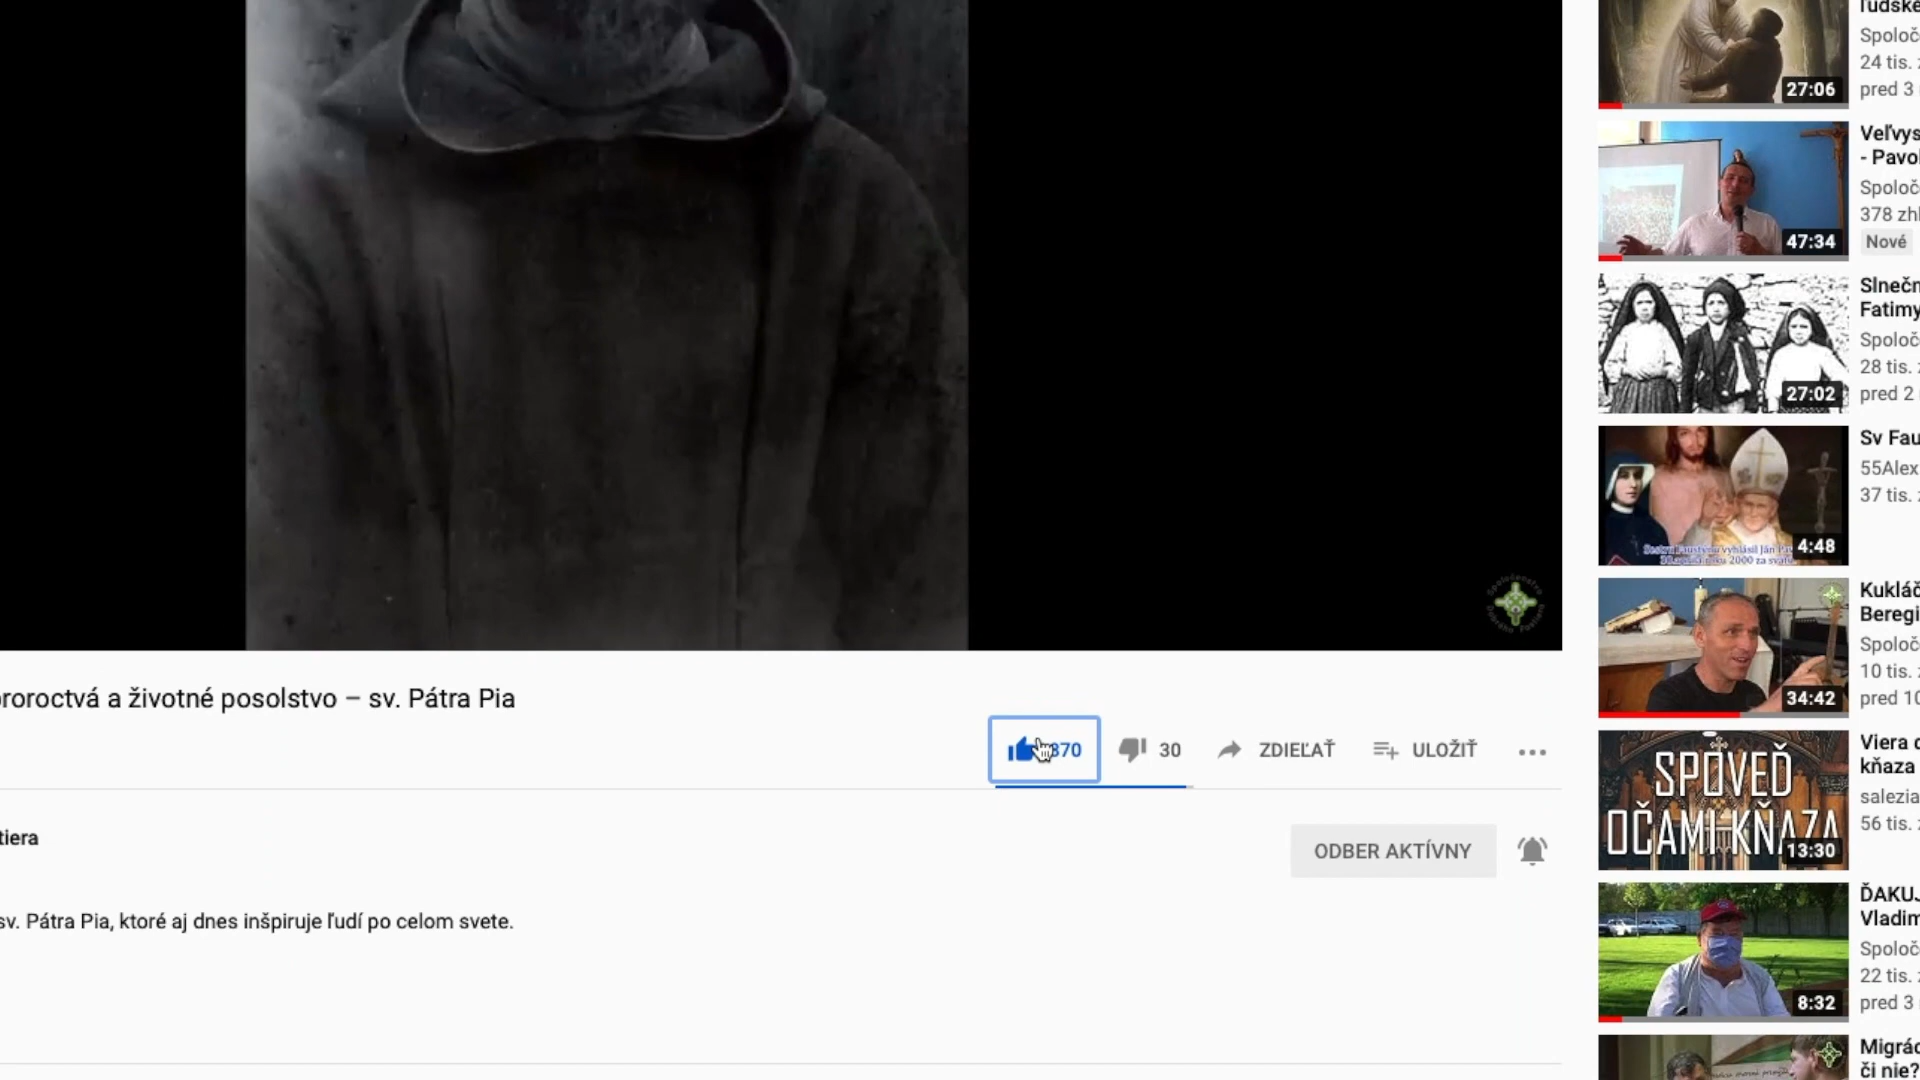 roroctvá a životné posolstvo – sv. Pátra Pia
870
30
ZDIEĽAŤ
ULOŽIŤ
tiera
ODBER AKTÍVNY
sv. Pátra Pia, ktoré aj dnes inšpiruje ľudí po celom svete.
ľudské
Spoloč
24 tis. z
pred 3
27:06
Veľvys
- Pavol
Spoloč
378 zhl
Nové
47:34
Slnečn
Fatimy
Spoloč
28 tis. z
pred 2
27:02
Sv Fau
55Alex
37 tis. z
4:48
Kukláč
Beregi
Spoloč
10 tis. z
pred 10
34:42
SPOVEĎ
OČAMI KŇAZA
13:30
Viera o
kňaza
salezia
56 tis. z
ĎAKUJ
Vladim
Spoloč
22 tis. z
pred 3
8:32
Migrác
či nie?